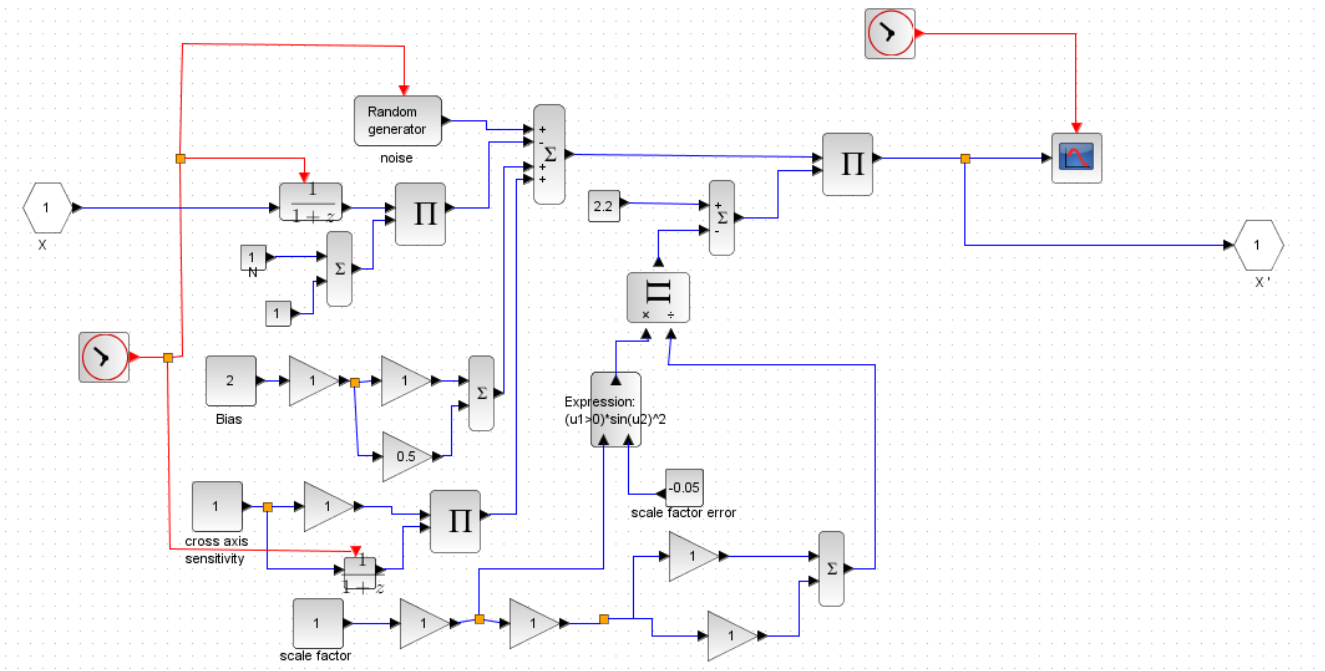 Random
generator
noise
+
-
+
+
Σ
Π
1
X
1
1+z
Π
1
N
Σ
1
2.2
+
-
Σ
1
X '
Π
× ÷
2
Bias
1
1
Σ
0.5
Expression:
(u1>0)*sin(u2)^2
-0.05
scale factor error
1
cross axis
sensitivity
1
Π
1
1+z
1
scale factor
1
1
1
1
Σ